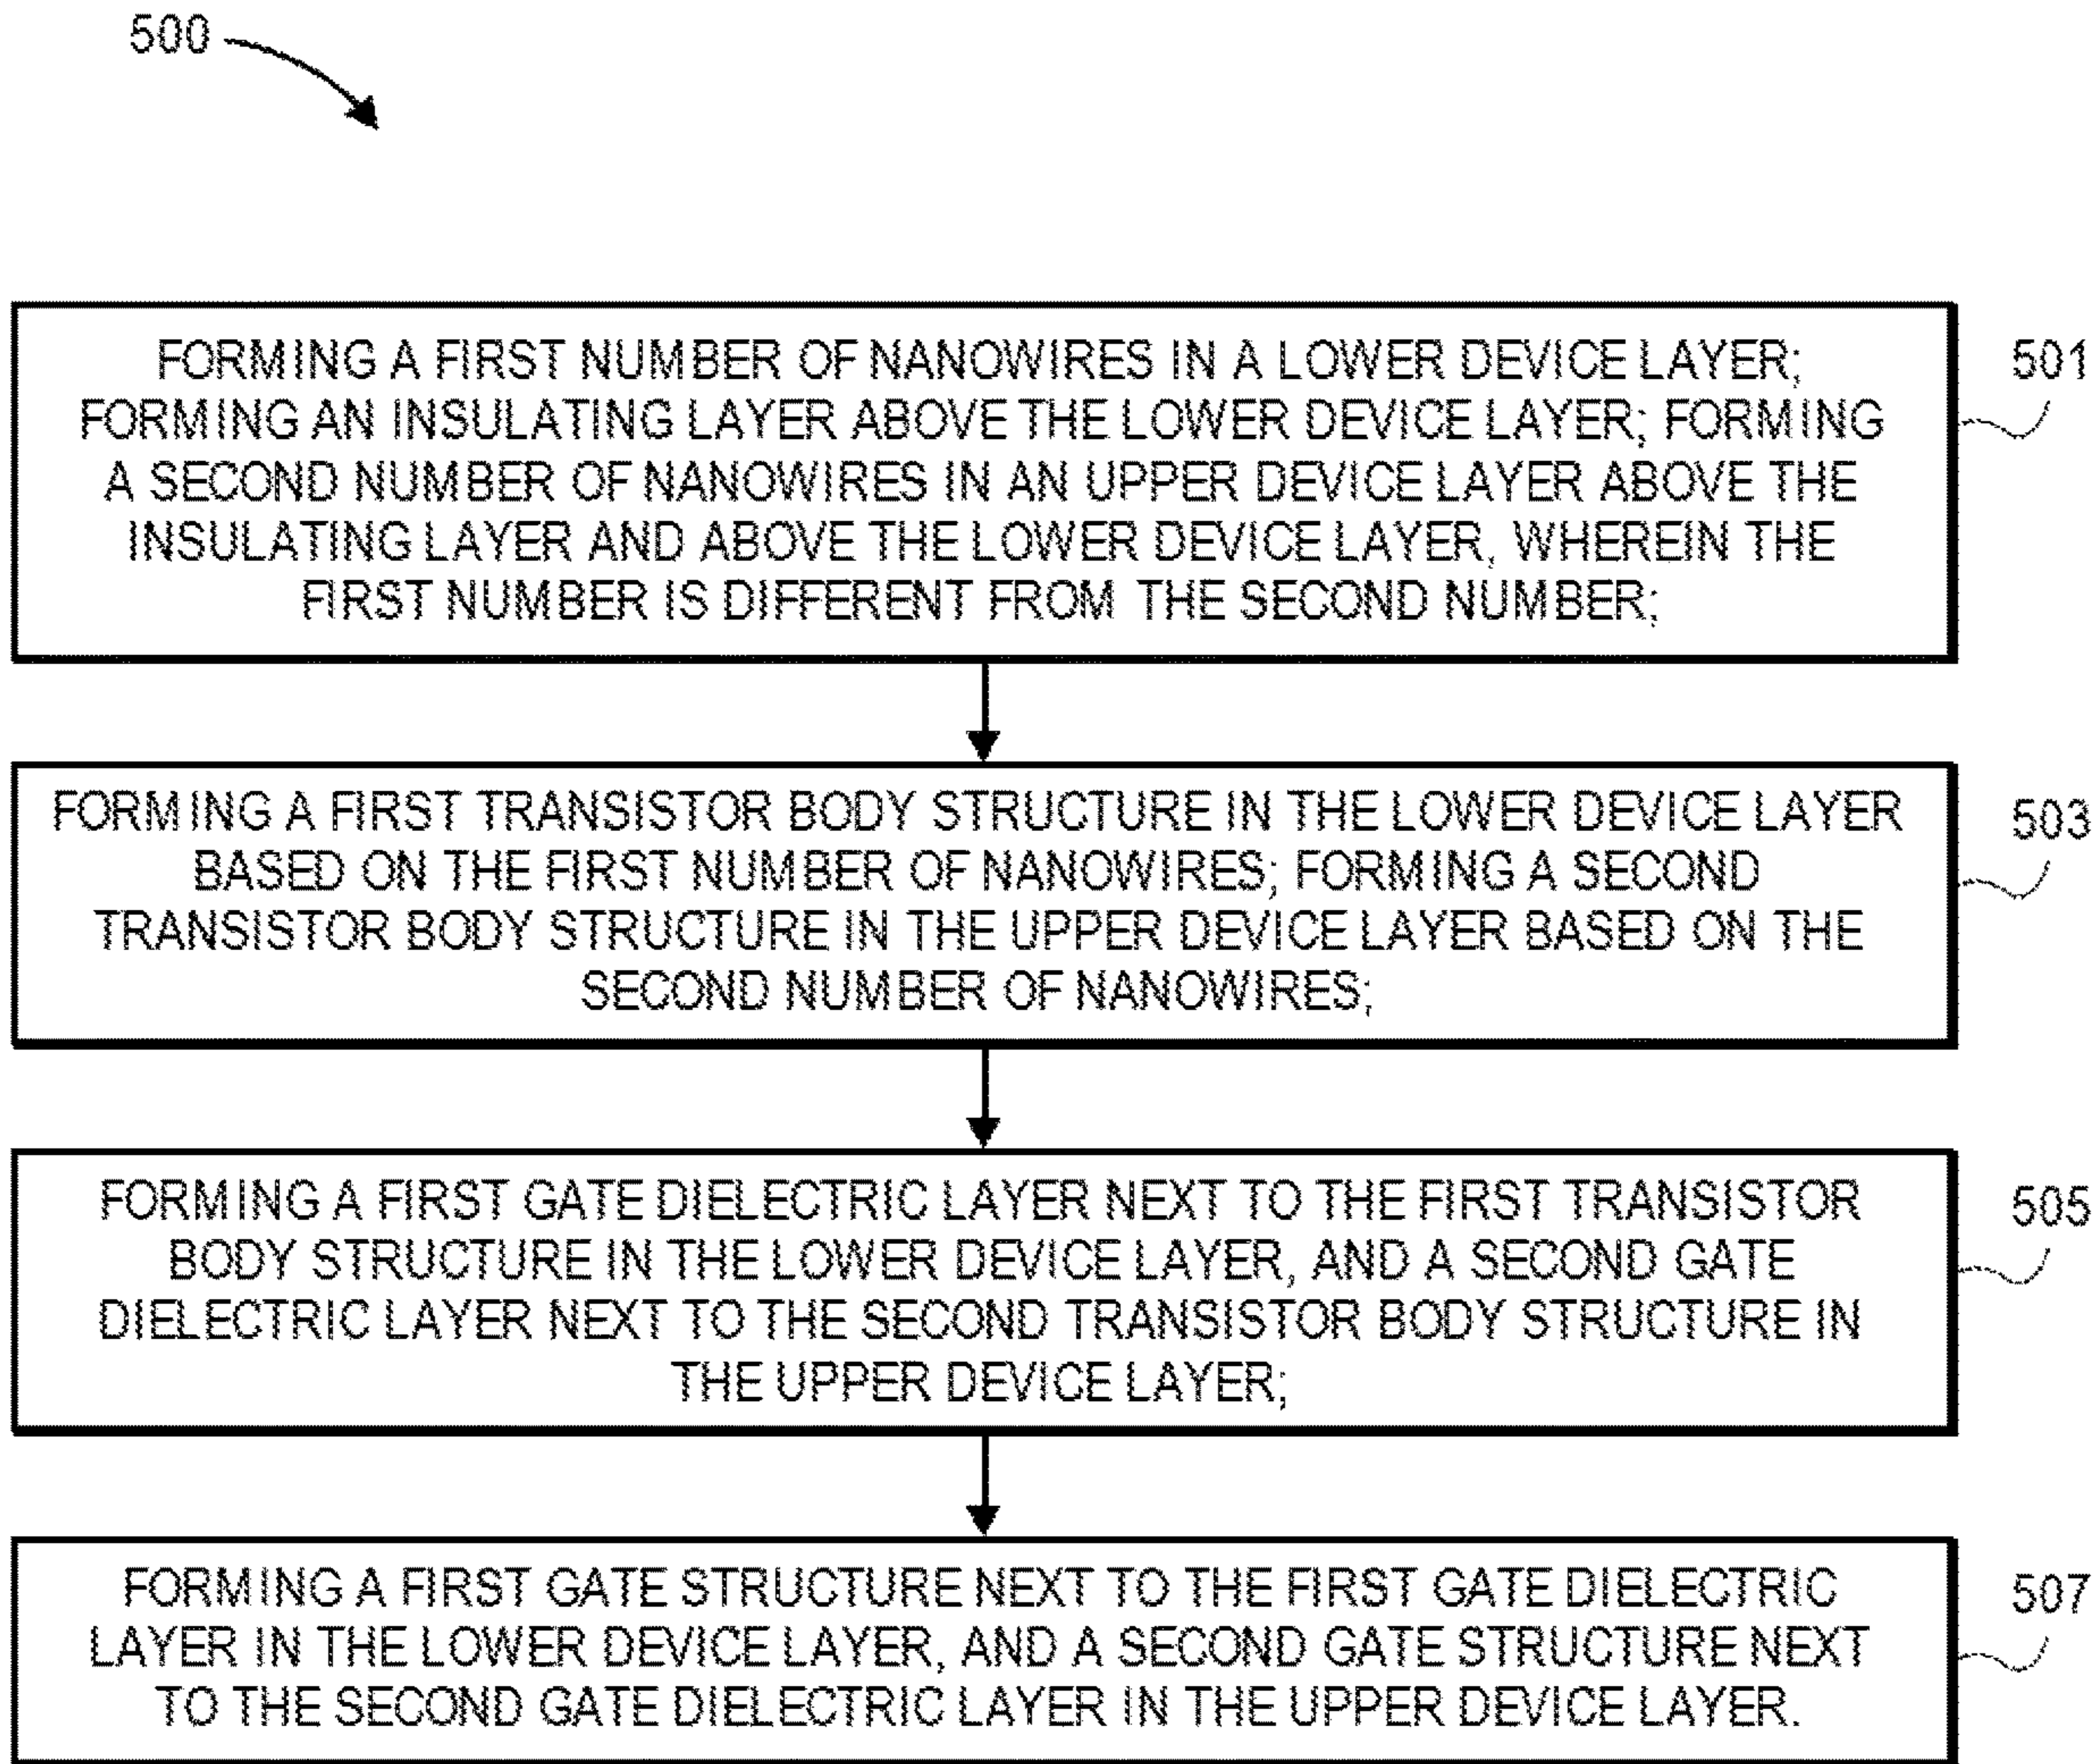 500
FORMING A FIRST NUMBER OF NANOWIRES IN A LOWER DEVICE LAYER;
FORMING AN INSULATING LAYER ABOVE THE LOWER DEVICE LAYER; FORMING
A SECOND NUMBER OF NANOWIRES IN AN UPPER DEVICE LAYER ABOVE THE
INSULATING LAYER AND ABOVE THE LOWER DEVICE LAYER, WHEREIN THE
FIRST NUMBER IS DIFFERENT FROM THE SECOND NUMBER;
501
FORMING A FIRST TRANSISTOR BODY STRUCTURE IN THE LOWER DEVICE LAYER
BASED ON THE FIRST NUMBER OF NANOWIRES; FORMING A SECOND
TRANSISTOR BODY STRUCTURE IN THE UPPER DEVICE LAYER BASED ON THE
SECOND NUMBER OF NANOWIRES;
503
FORMING A FIRST GATE DIELECTRIC LAYER NEXT TO THE FIRST TRANSISTOR
BODY STRUCTURE IN THE LOWER DEVICE LAYER, AND A SECOND GATE
DIELECTRIC LAYER NEXT TO THE SECOND TRANSISTOR BODY STRUCTURE IN
THE UPPER DEVICE LAYER;
505
FORMING A FIRST GATE STRUCTURE NEXT TO THE FIRST GATE DIELECTRIC
LAYER IN THE LOWER DEVICE LAYER, AND A SECOND GATE STRUCTURE NEXT
TO THE SECOND GATE DIELECTRIC LAYER IN THE UPPER DEVICE LAYER.
507